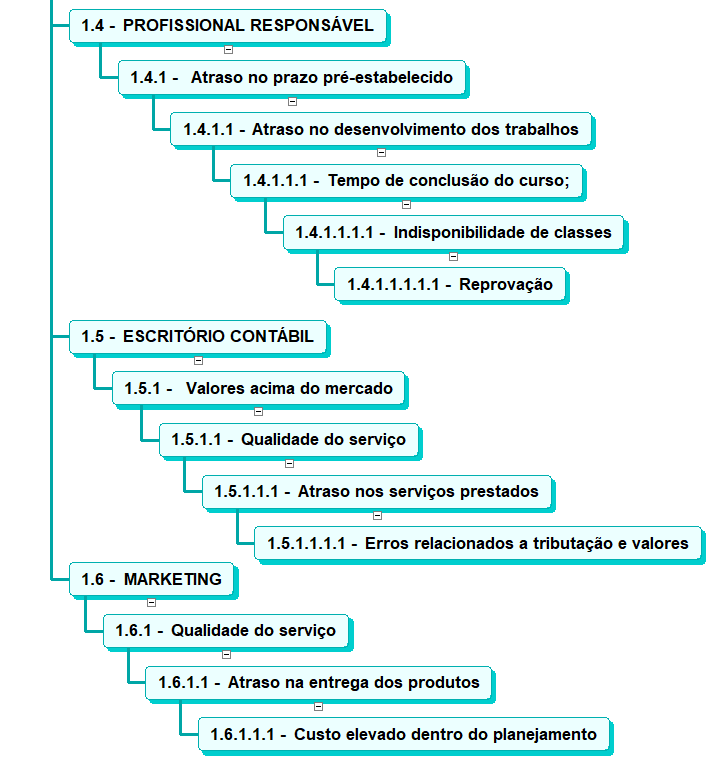 1.4 - PROFISSIONAL RESPONSÁVEL
1.4.1 - Atraso no prazo pré-estabelecido
1.4.1.1 - Atraso no desenvolvimento dos trabalhos
1.4.1.1.1 - Tempo de conclusão do curso;
1.4.1.1.1.1 - Indisponibilidade de classes
1.4.1.1.1.1.1 - Reprovação
1.5 - ESCRITÓRIO CONTÁBIL
1.5.1 - Valores acima do mercado
1.5.1.1 - Qualidade do serviço
1.5.1.1.1 - Atraso nos serviços prestados
1.5.1.1.1.1 - Erros relacionados a tributação e valores
1.6 - MARKETING
1.6.1 - Qualidade do serviço
1.6.1.1 - Atraso na entrega dos produtos
1.6.1.1.1 - Custo elevado dentro do planejamento